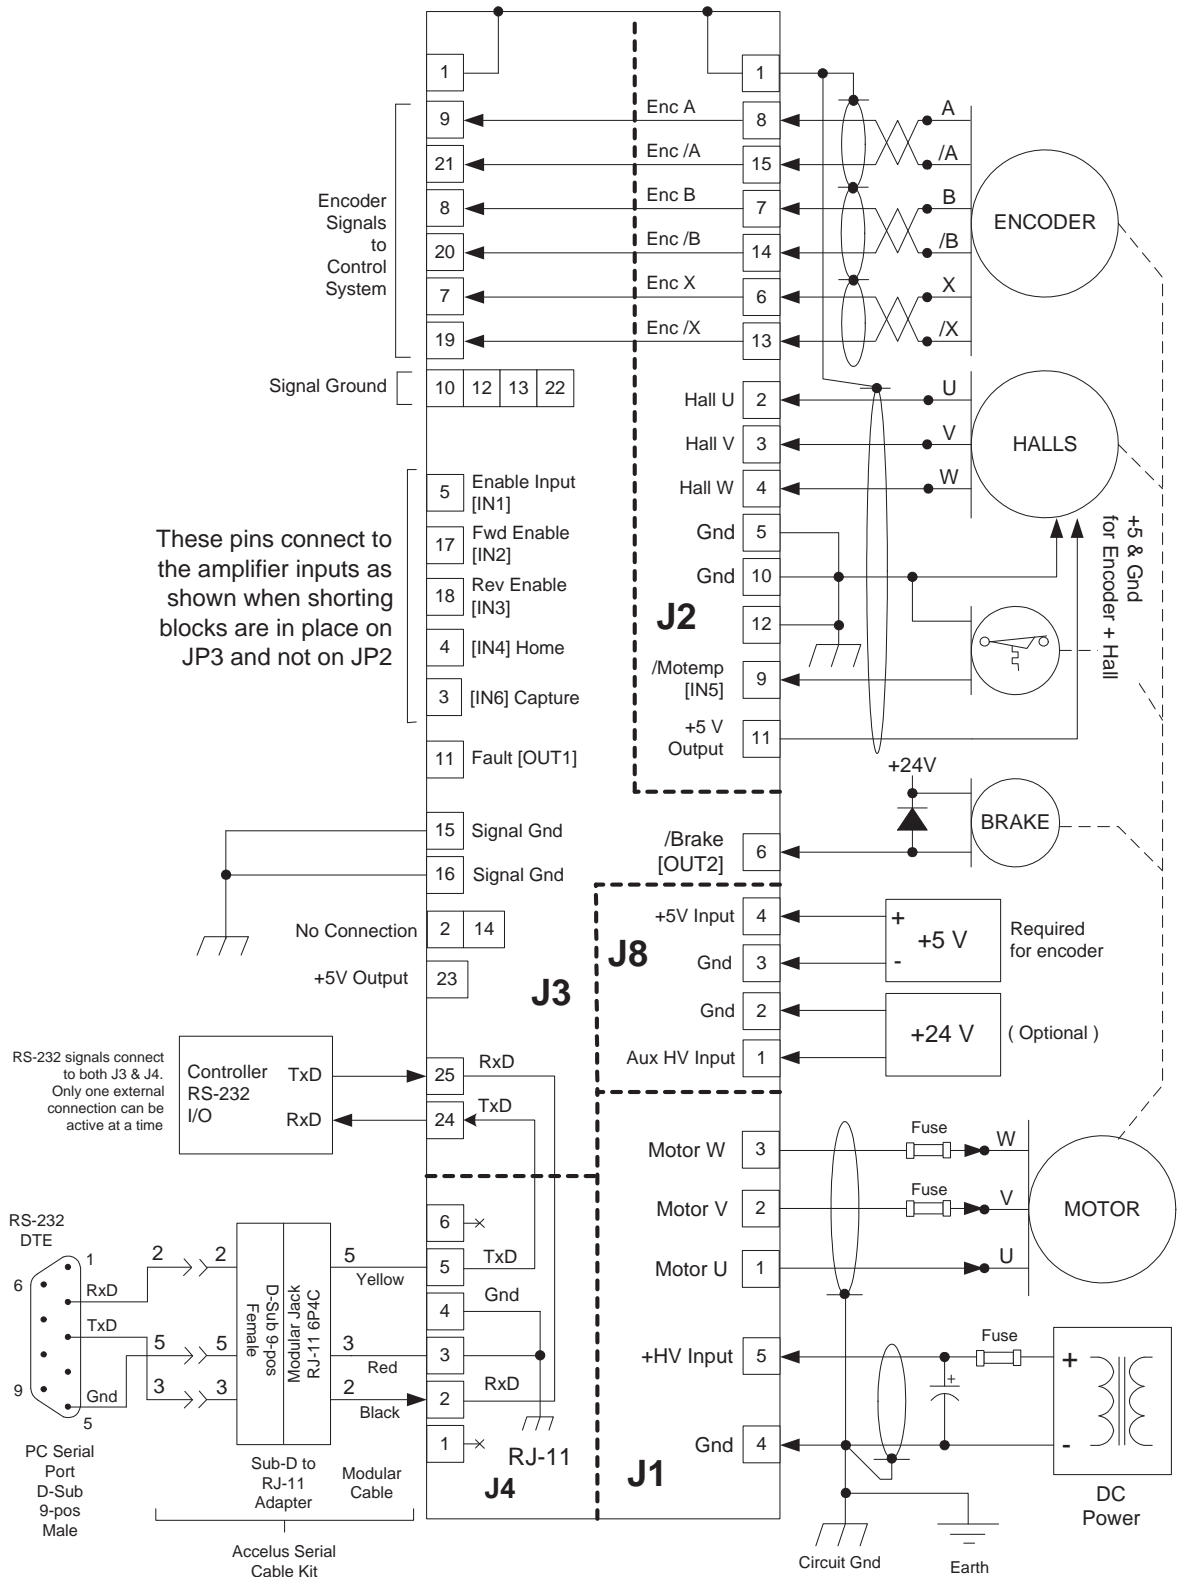 1
1
9
Enc A
8
A
21
Enc /A
15
/A
Encoder
Signals
to
Control
System
8
Enc B
7
B
ENCODER
20
Enc /B
14
/B
7
Enc X
6
X
19
Enc /X
13
/X
Signal Ground
10 12 13 22
Hall U
2
U
Hall V
3
V
HALLS
Hall W
4
W
+5 & Gnd
for Encoder + Hall
5
Enable Input
[IN1]
Gnd
5
17
Fwd Enable
[IN2]
Gnd
10
These pins connect to
the amplifier inputs as
shown when shorting
blocks are in place on
JP3 and not on JP2
18
Rev Enable
[IN3]
J2
12
4
[IN4] Home
/Motemp
[IN5]
9
3
[IN6] Capture
+5 V
Output
11
11
Fault [OUT1]
+24V
15
Signal Gnd
BRAKE
/Brake
[OUT2]
6
16
Signal Gnd
No Connection
2 14
+5V Input
4
+
+5 V
-
Required
for encoder
J8
Gnd
3
+5V Output
23
J3
Gnd
2
+24 V
( Optional )
Aux HV Input
1
RS-232 signals connect
to both J3 & J4.
Only one external
connection can be
active at a time
Controller
RS-232
I/O
TxD
RxD
25
RxD
24
TxD
Motor W
3
Fuse
W
Motor V
2
Fuse
V
MOTOR
Motor U
1
U
RS-232
DTE
1
6
RxD
TxD
9
Gnd
5
2
2
5
5
3
3
D-Sub 9-pos
Female
Modular Jack
RJ-11 6P4C
5
Yellow
3
Red
2
Black
6
5
TxD
4
Gnd
3
2
RxD
1
RJ-11
J4
+HV Input
5
Fuse
+
+
-
Gnd
4
J1
DC
Power
PC Serial
Port
D-Sub
9-pos
Male
Sub-D to
RJ-11
Adapter
Modular
Cable
Accelus Serial
Cable Kit
Circuit Gnd
Earth